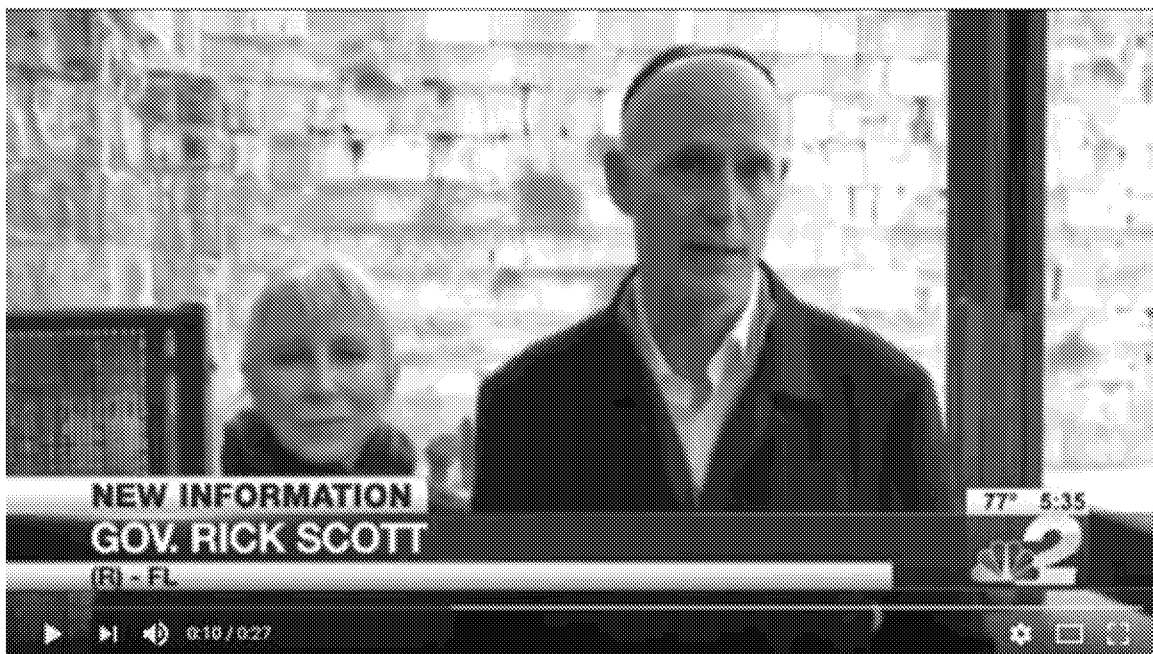 NEW INFORMATION
GOV. RICK SCOTT
(R) - FL
77° 5:35
2
0:10 / 0:27